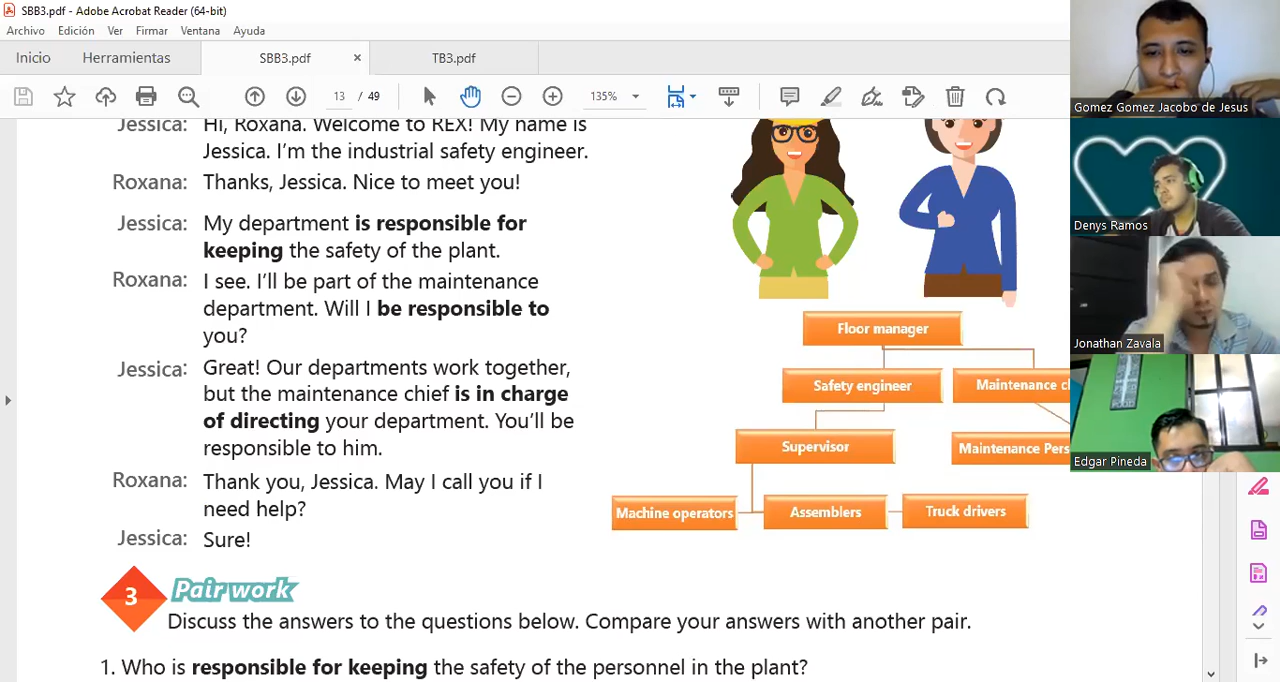 SBB3.pdf - Adobe Acrobat Reader (64-bit)
Archivo Edición Ver Firmar Ventana Ayuda
Inicio Herramientas SBB3.pdf × TB3.pdf
13 / 49 135%
Jessica: Hi, Roxana. Welcome to REX! My name is
Jessica. I'm the industrial safety engineer.
Roxana: Thanks, Jessica. Nice to meet you!
Jessica: My department is responsible for
keeping the safety of the plant.
Roxana: I see. I'll be part of the maintenance
department. Will I be responsible to
you?
Jessica: Great! Our departments work together,
but the maintenance chief is in charge
of directing your department. You'll be
responsible to him.
Roxana: Thank you, Jessica. May I call you if I
need help?
Jessica: Sure!
Floor manager
Safety engineer
Maintenance c
Supervisor
Maintenance Pers
Machine operators
Assemblers
Truck drivers
3 Pair work
Discuss the answers to the questions below. Compare your answers with another pair.
1. Who is responsible for keeping the safety of the personnel in the plant?
Gomez Gomez Jacobo de Jesus
Denys Ramos
Jonathan Zavala
Edgar Pineda